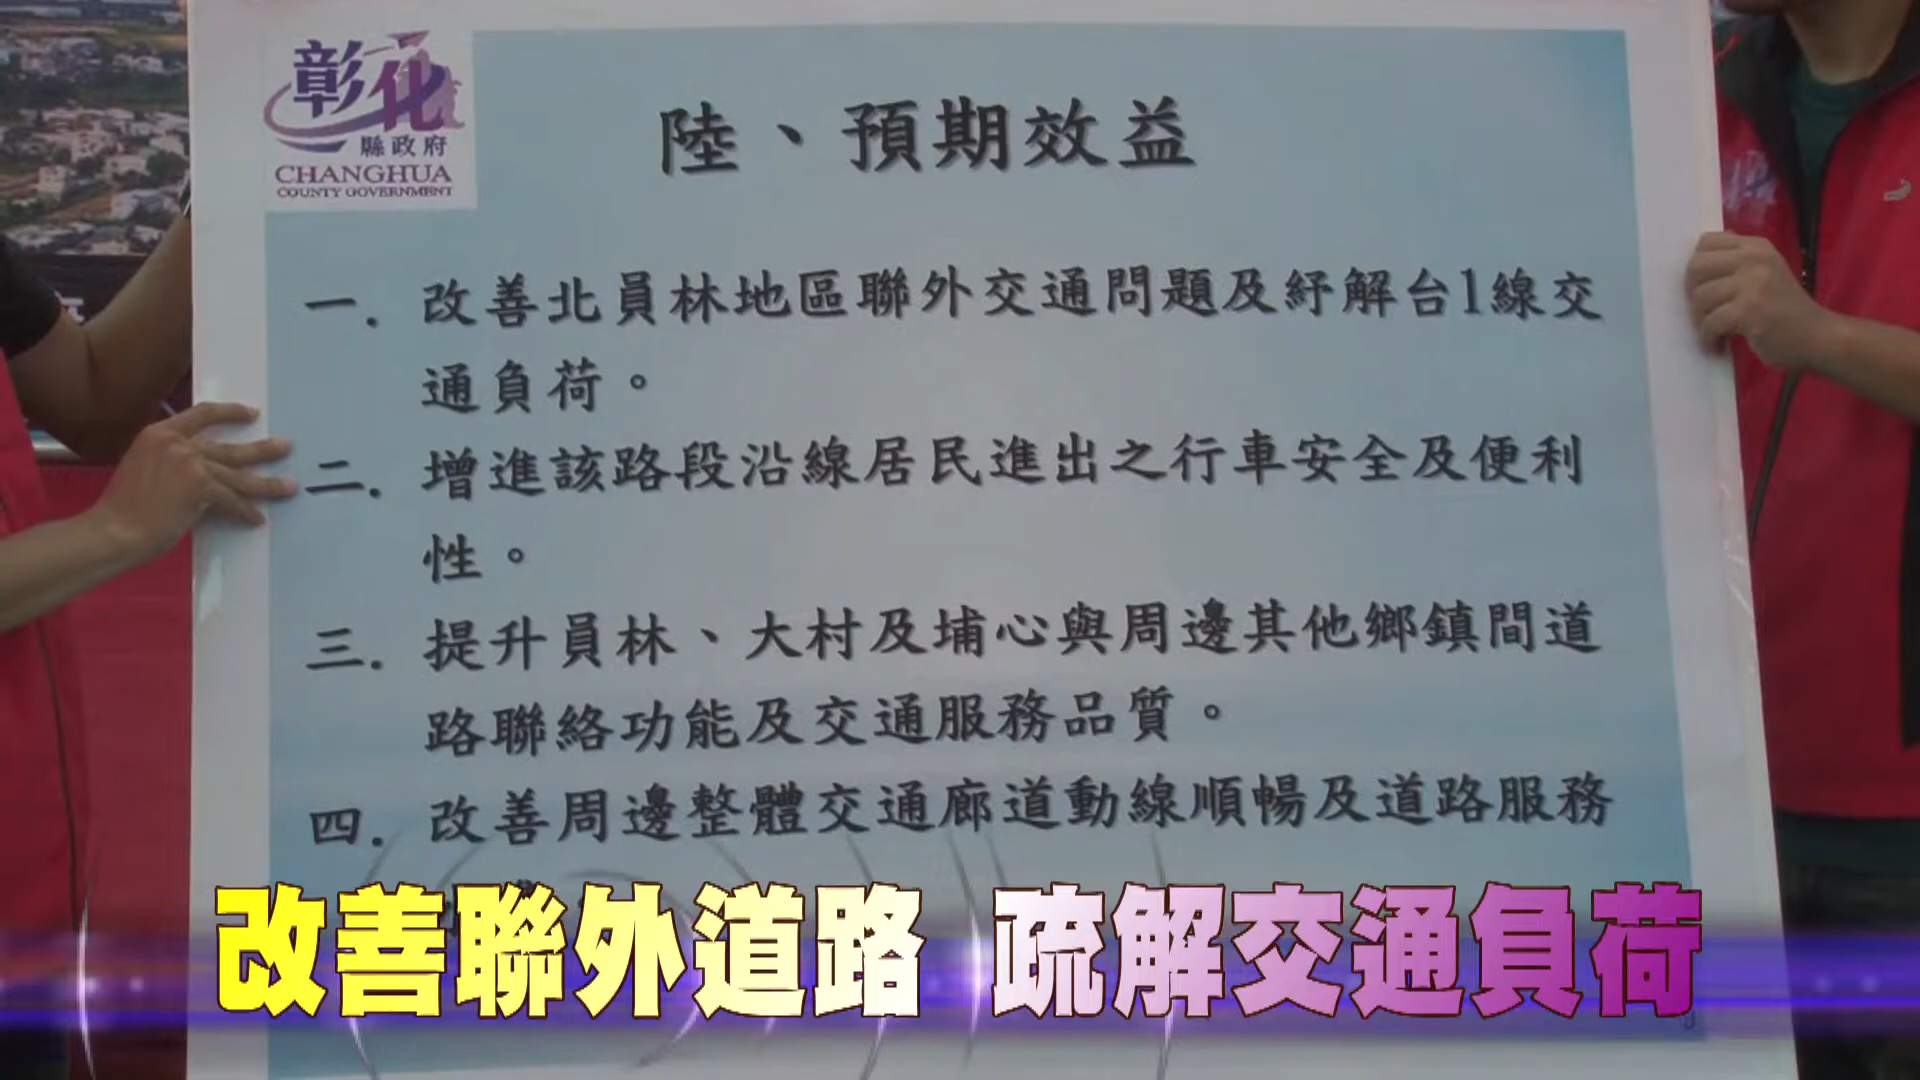 彰化
縣政府
CHANGHUA
COUNTY GOVERNMENT
陸、預期效益
一. 改善北員林地區聯外交通問題及紓解台1線交
通負荷。
二. 增進該路段沿線居民進出之行車安全及便利
性。
三. 提升員林、大村及埔心與周邊其他鄉鎮間道
路聯絡功能及交通服務品質。
四. 改善周邊整體交通廊道動線順暢及道路服務
改善聯外道路 疏解交通負荷